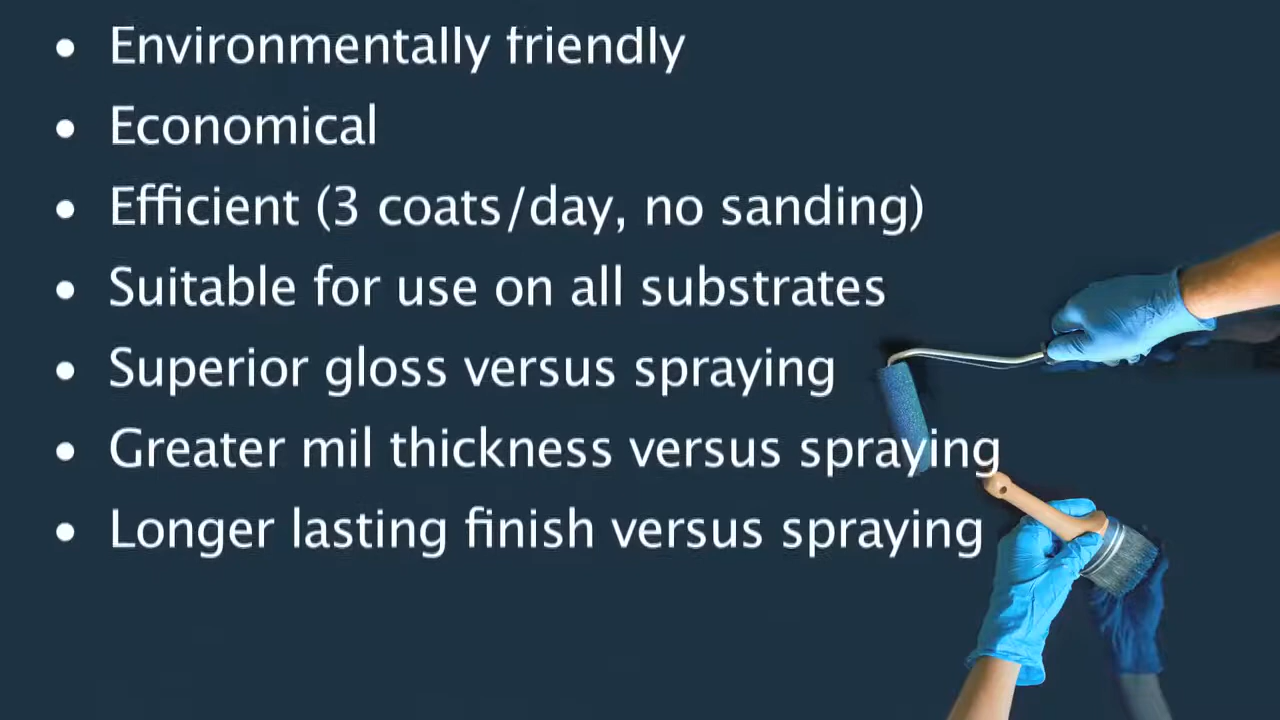 • Environmentally friendly
• Economical
• Efficient (3 coats/day, no sanding)
• Suitable for use on all substrates
• Superior gloss versus spraying
• Greater mil thickness versus spraying
• Longer lasting finish versus spraying